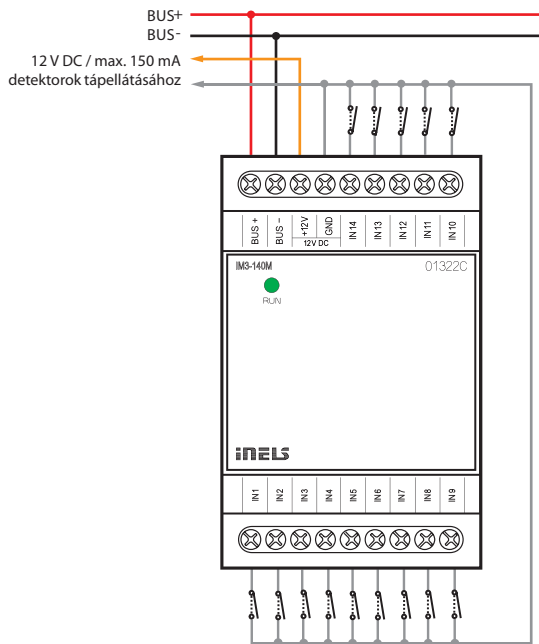 BUS+
BUS-
12 V DC / max. 150 mA
detektorok tápellátásához
BUS +
BUS -
+12V
GND
IN14
IN13
IN12
IN11
IN10
12V DC
IM3-140M
01322C
RUN
iNELS
IN1
IN2
IN3
IN4
IN5
IN6
IN7
IN8
IN9